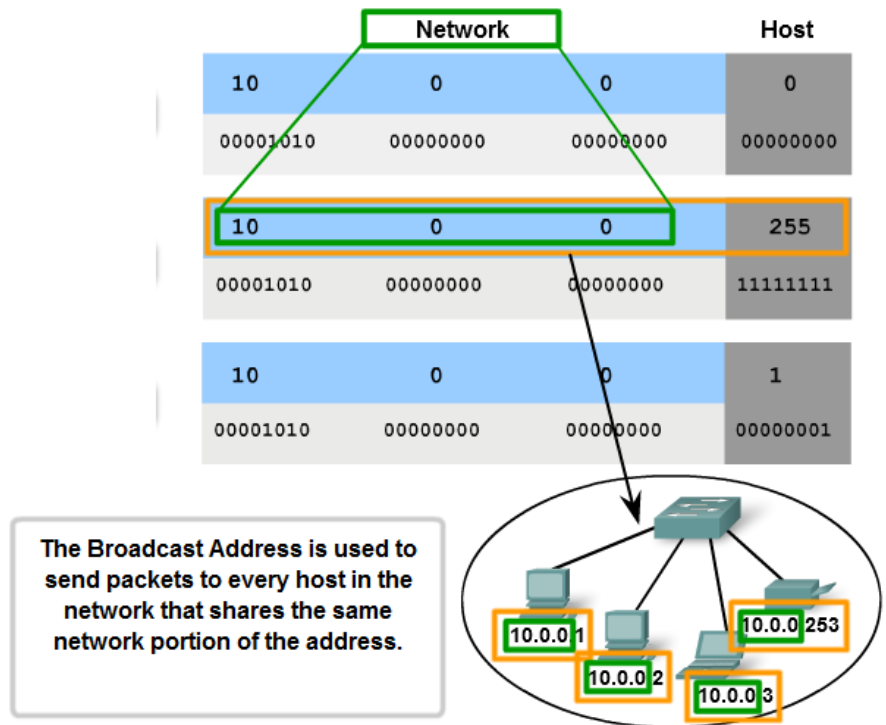 Network Host
10 0 0 0
00001010 00000000 00000000 00000000
10 0 0 255
00001010 00000000 00000000 11111111
10 0 0 1
00001010 00000000 00000000 00000001
The Broadcast Address is used to
send packets to every host in the
network that shares the same
network portion of the address.
10.0.0.1
10.0.0.2
10.0.0.3
10.0.0.253